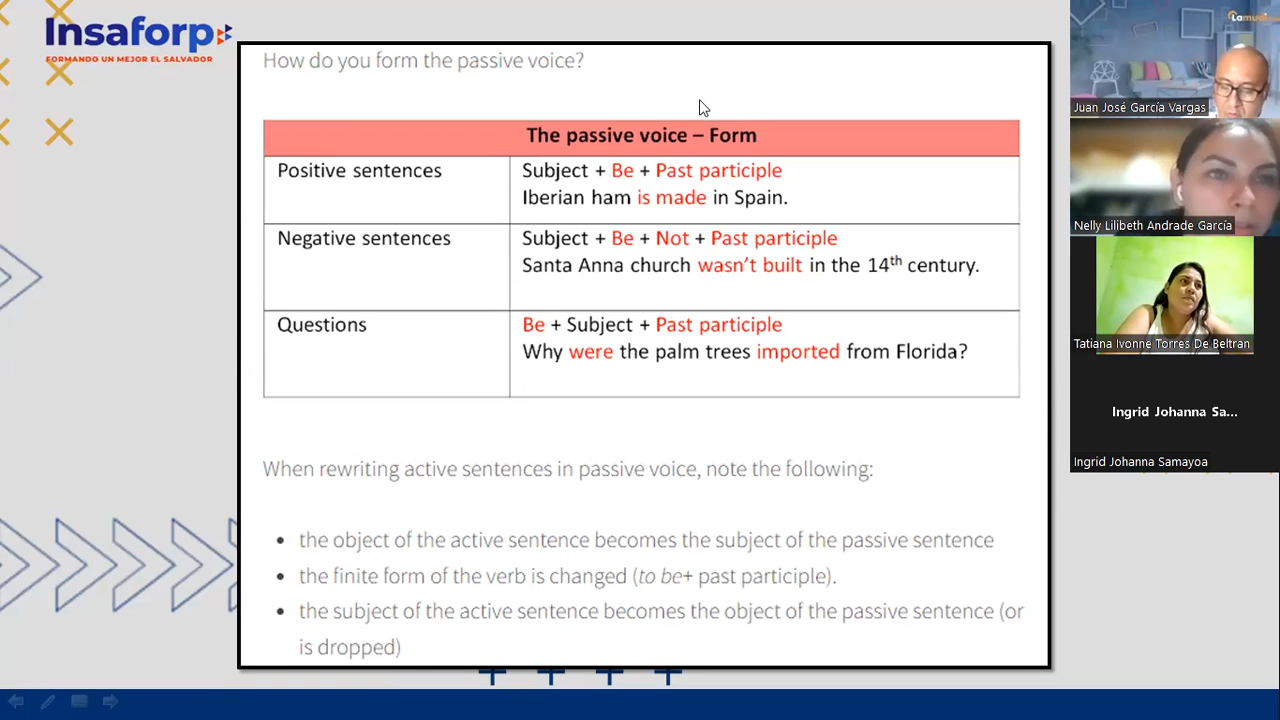 Insaforp
FORMANDO UN MEJOR EL SALVADOR
How do you form the passive voice?
The passive voice – Form
Positive sentences
Subject + Be + Past participle
Iberian ham is made in Spain.
Negative sentences
Subject + Be + Not + Past participle
Santa Anna church wasn't built in the 14th century.
Questions
Be + Subject + Past participle
Why were the palm trees imported from Florida?
When rewriting active sentences in passive voice, note the following:
• the object of the active sentence becomes the subject of the passive sentence
• the finite form of the verb is changed (to be+ past participle).
• the subject of the active sentence becomes the object of the passive sentence (or
is dropped)
Juan José García Vargas
Nelly Lilibeth Andrade García
Tatiana Ivonne Torres De Beltran
Ingrid Johanna Sa...
Ingrid Johanna Samayoa